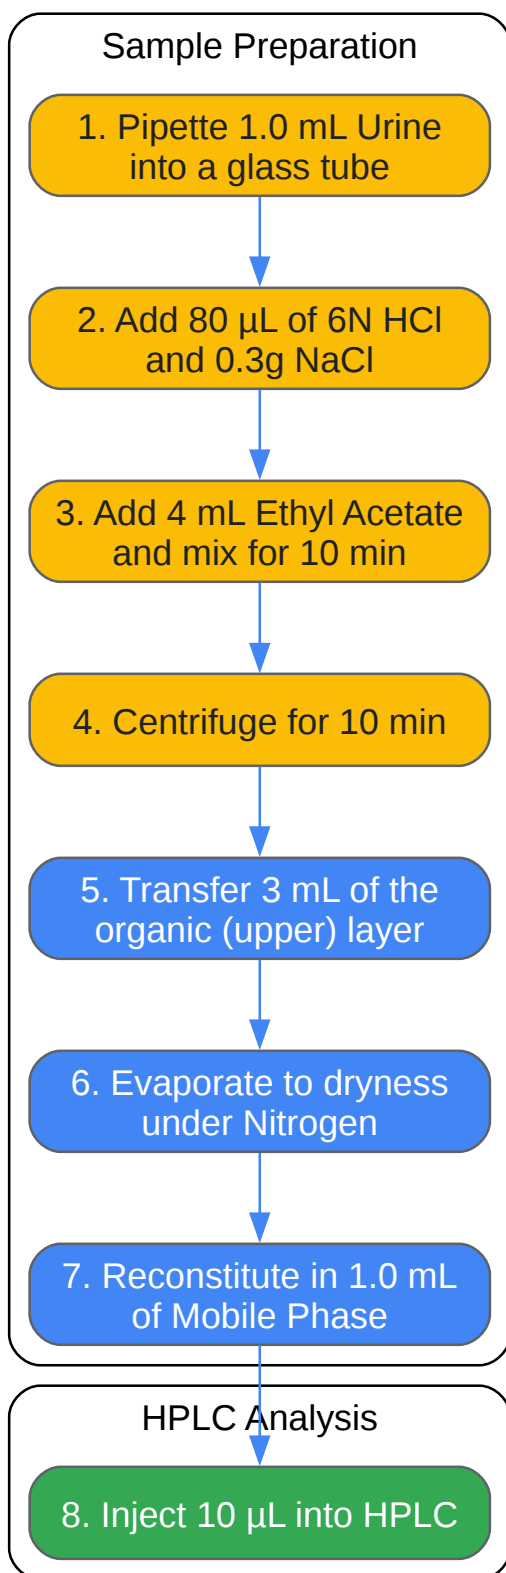 Sample Preparation
1. Pipette 1.0 mL Urine
into a glass tube
2. Add 80 µL of 6N HCl
and 0.3g NaCl
3. Add 4 mL Ethyl Acetate
and mix for 10 min
4. Centrifuge for 10 min
5. Transfer 3 mL of the
organic (upper) layer
6. Evaporate to dryness
under Nitrogen
7. Reconstitute in 1.0 mL
of Mobile Phase
HPLC Analysis
8. Inject 10 µL into HPLC